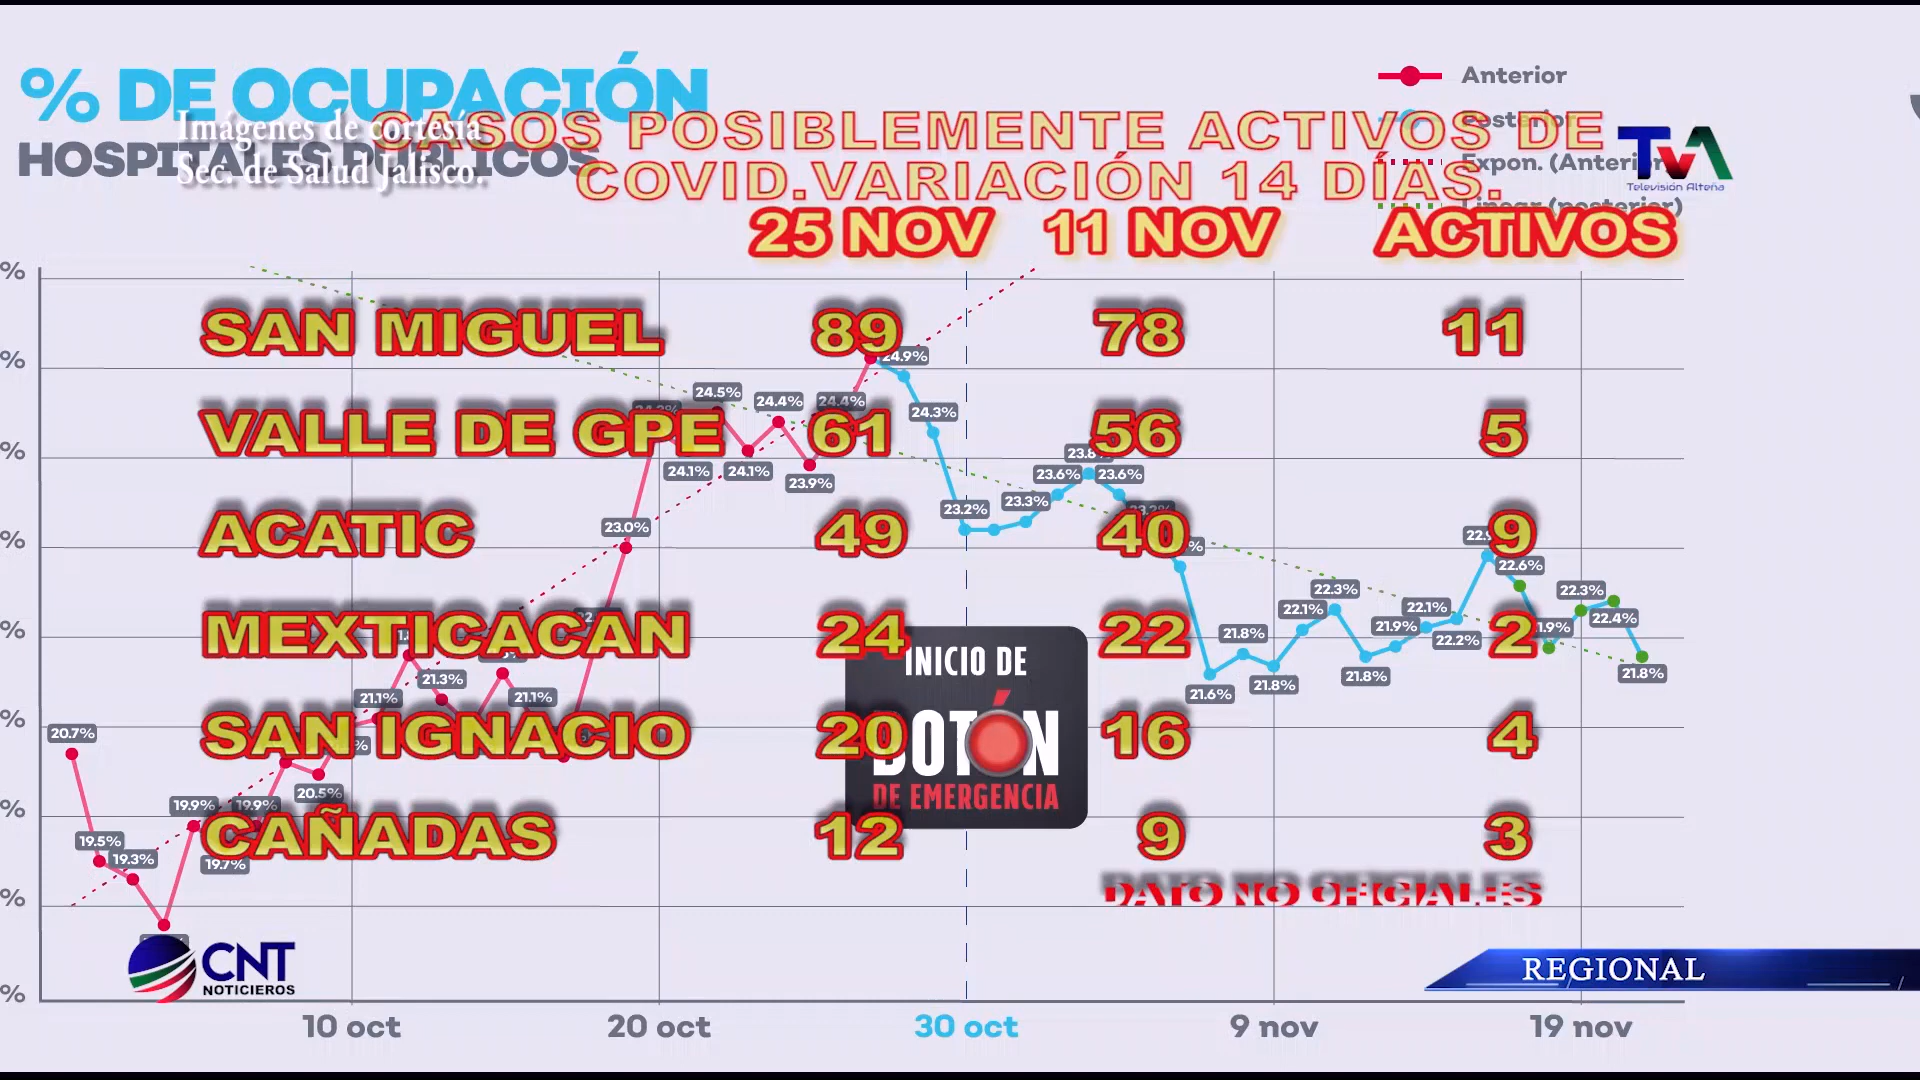 % DE OCUPACIÓN
HOSPITALES PÚBLICOS
Imágenes de cortesía
Sec. de Salud Jalisco.
Anterior
Posterior
Expon. (Anterior)
Linear (posterior)
CASOS POSIBLEMENTE ACTIVOS DE
COVID.VARIACIÓN 14 DÍAS.
TVA
Televisión Alteña
25 NOV 11 NOV ACTIVOS
SAN MIGUEL 89 78 11
VALLE DE GPE 61 56 5
ACATIC 49 40 9
MEXTICACAN 24 22 2
SAN IGNACIO 20 16 4
CAÑADAS 12 9 3
DATO NO OFICIALES
INICIO DE
BOTÓN
DE EMERGENCIA
20.7%
19.5%
19.3%
19.9%
19.7%
19.9%
20.5%
21.1%
21.3%
21.1%
23.0%
24.1%
24.5%
24.1%
24.4%
23.9%
24.4%
24.9%
24.3%
23.2%
23.3%
23.6%
23.6%
21.6%
21.8%
21.8%
22.1%
22.3%
21.8%
21.9%
22.1%
22.2%
22.6%
22.3%
22.4%
21.8%
CNT
NOTICIEROS
REGIONAL
10 oct
20 oct
30 oct
9 nov
19 nov